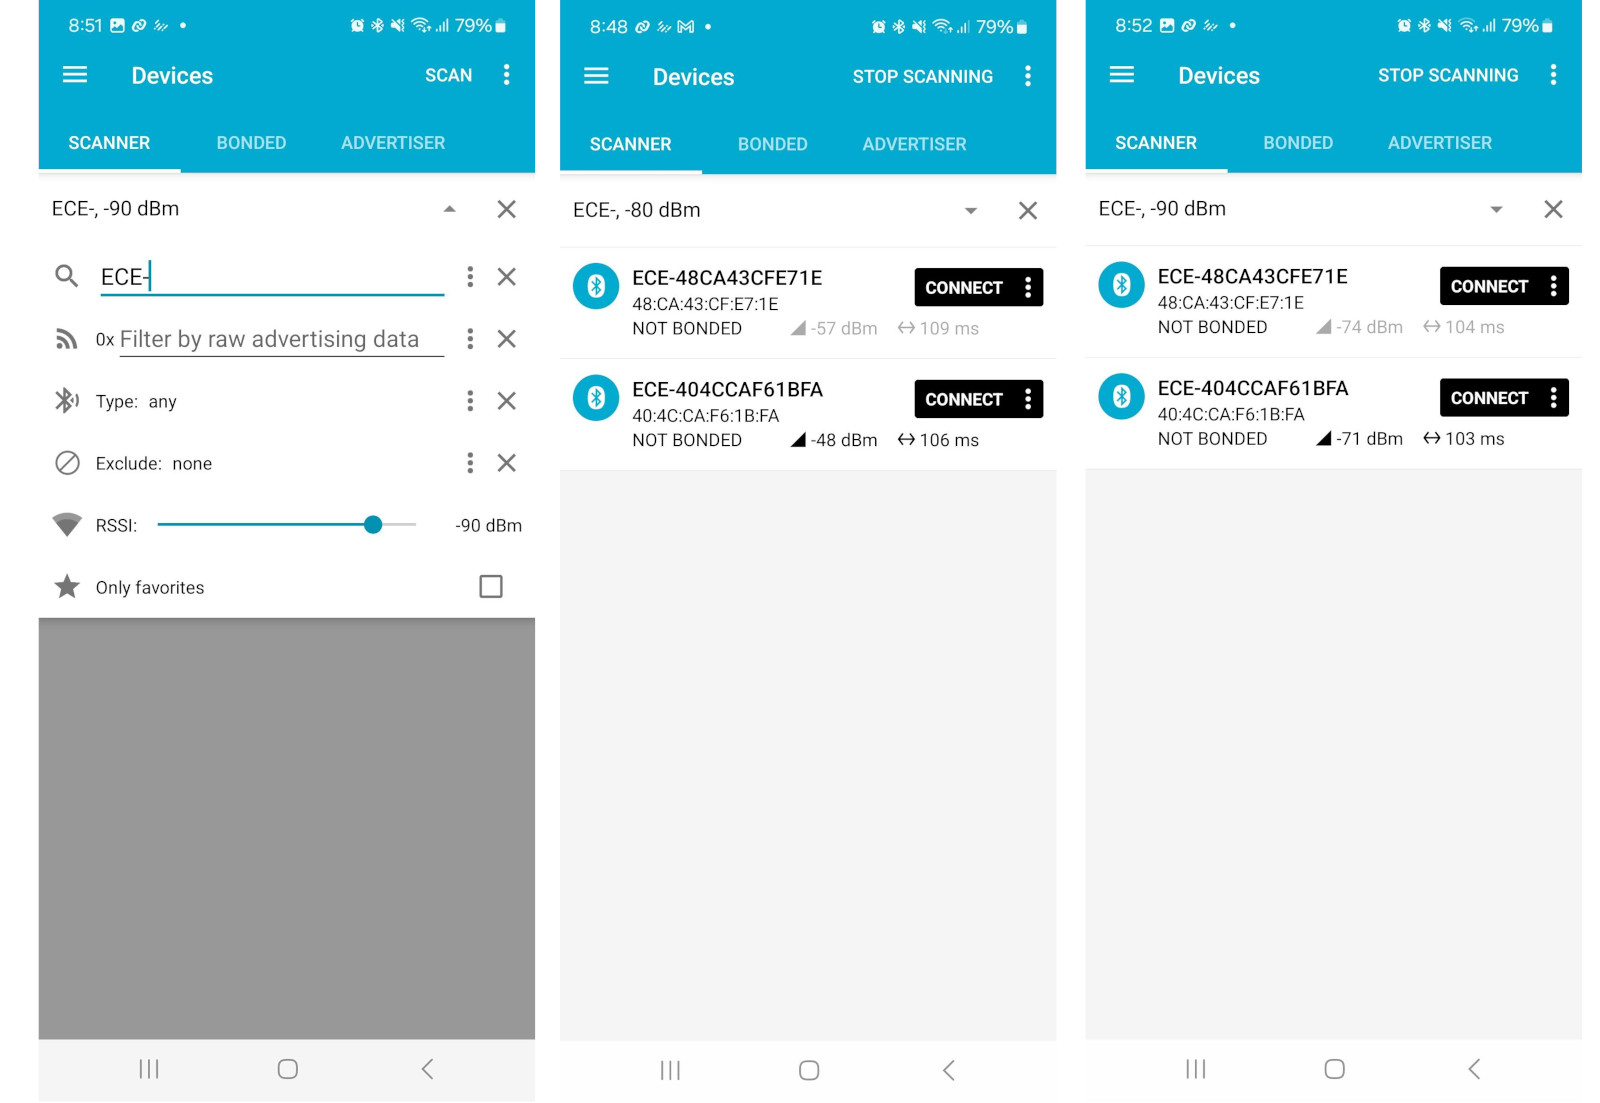 8:51 79%
Devices SCAN
SCANNER BONDED ADVERTISER
ECE-, -90 dBm
ECE-
0x Filter by raw advertising data
Type: any
Exclude: none
RSSI: -90 dBm
Only favorites
8:48 79%
Devices STOP SCANNING
SCANNER BONDED ADVERTISER
ECE-, -80 dBm
ECE-48CA43CFE71E CONNECT
48:CA:43:CF:E7:1E
NOT BONDED -57 dBm 109 ms
ECE-404CCAF61BFA CONNECT
40:4C:CA:F6:1B:FA
NOT BONDED -48 dBm 106 ms
8:52 79%
Devices STOP SCANNING
SCANNER BONDED ADVERTISER
ECE-, -90 dBm
ECE-48CA43CFE71E CONNECT
48:CA:43:CF:E7:1E
NOT BONDED -74 dBm 104 ms
ECE-404CCAF61BFA CONNECT
40:4C:CA:F6:1B:FA
NOT BONDED -71 dBm 103 ms